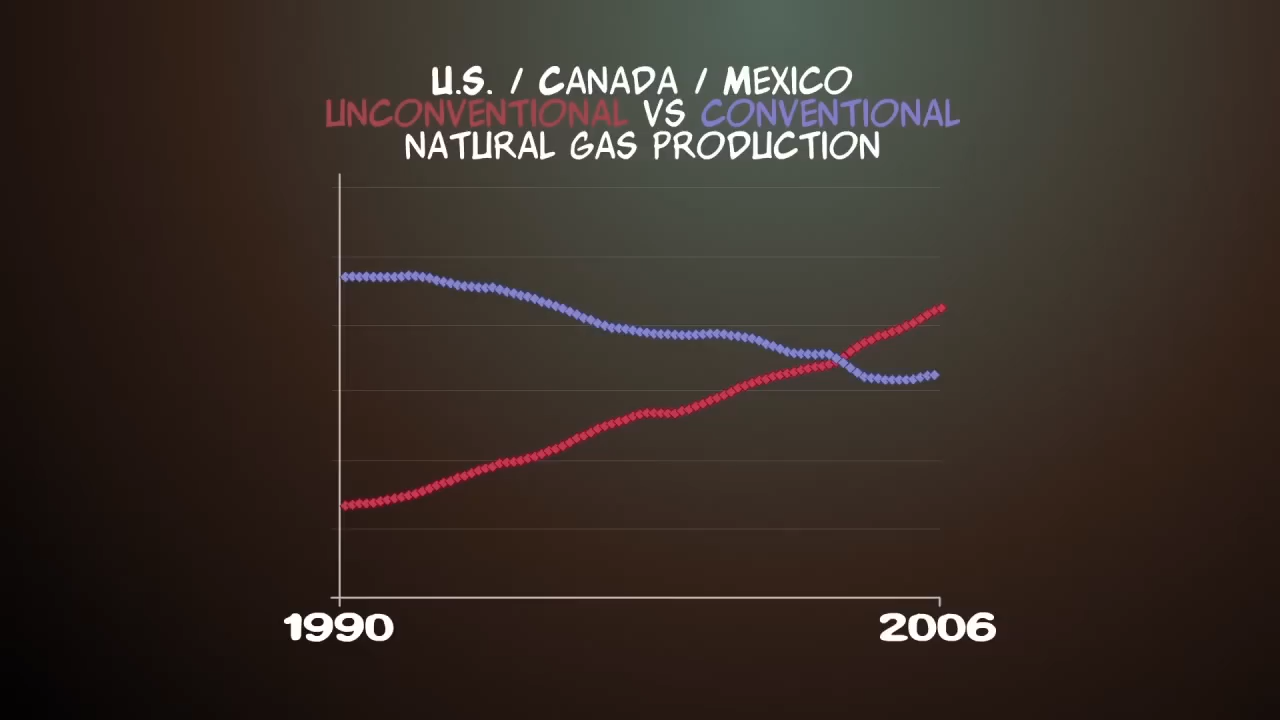 U.S. / CANADA / MEXICO
UNCONVENTIONAL VS CONVENTIONAL
NATURAL GAS PRODUCTION
1990 2006